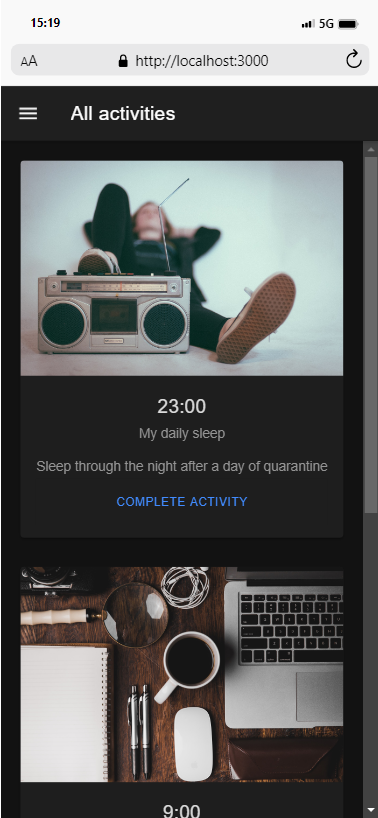 15:19
5G
AA
http://localhost:3000
All activities
23:00
My daily sleep
Sleep through the night after a day of quarantine
COMPLETE ACTIVITY
9:00